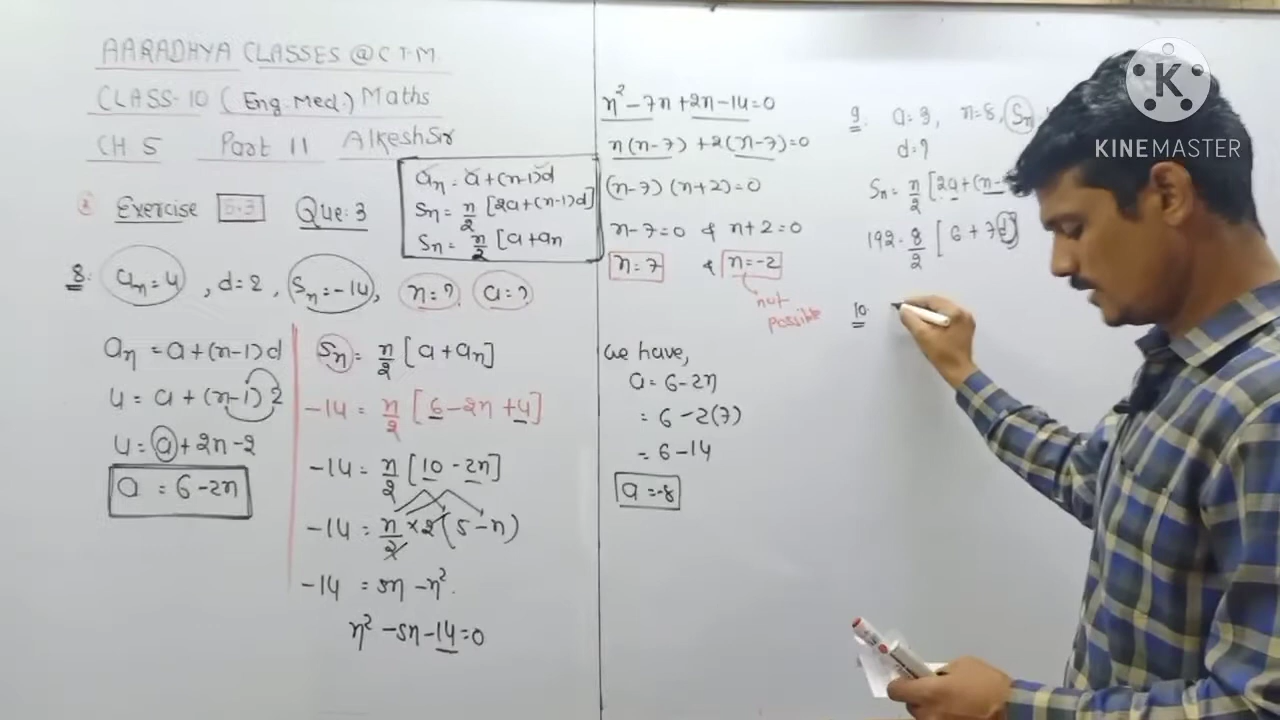 AARADHYA CLASSES @ C.T.M.
CLASS-10 (Eng. Med.) Maths
CH 5 Part 11 Alkesh Sir
Exercise 5.3 Que: 3
an = a + (n-1)d
Sn = n/2 [2a+(n-1)d]
Sn = n/2 [a + an
8. an = 4, d = 2, Sn = -14, n = ? a = ?
an = a + (n-1)d
4 = a + (n-1)2
4 = a + 2n - 2
a = 6 - 2n
Sn = n/2 [a + an]
-14 = n/2 [6 - 2n + 4]
-14 = n/2 [10 - 2n]
-14 = n/2 × 2 (5 - n)
-14 = 5n - n²
n² - 5n - 14 = 0
n² - 7n + 2n - 14 = 0
n(n-7) + 2(n-7) = 0
(n-7) (n+2) = 0
n - 7 = 0 & n + 2 = 0
n = 7 & n = -2
not
possible
we have,
a = 6 - 2n
= 6 - 2(7)
= 6 - 14
a = -8
9. a = 3, n = 8, Sn
d = ?
Sn = n/2 [2a + (n-
192 = 8/2 [6 + 7d]
10.
K
KINEMASTER